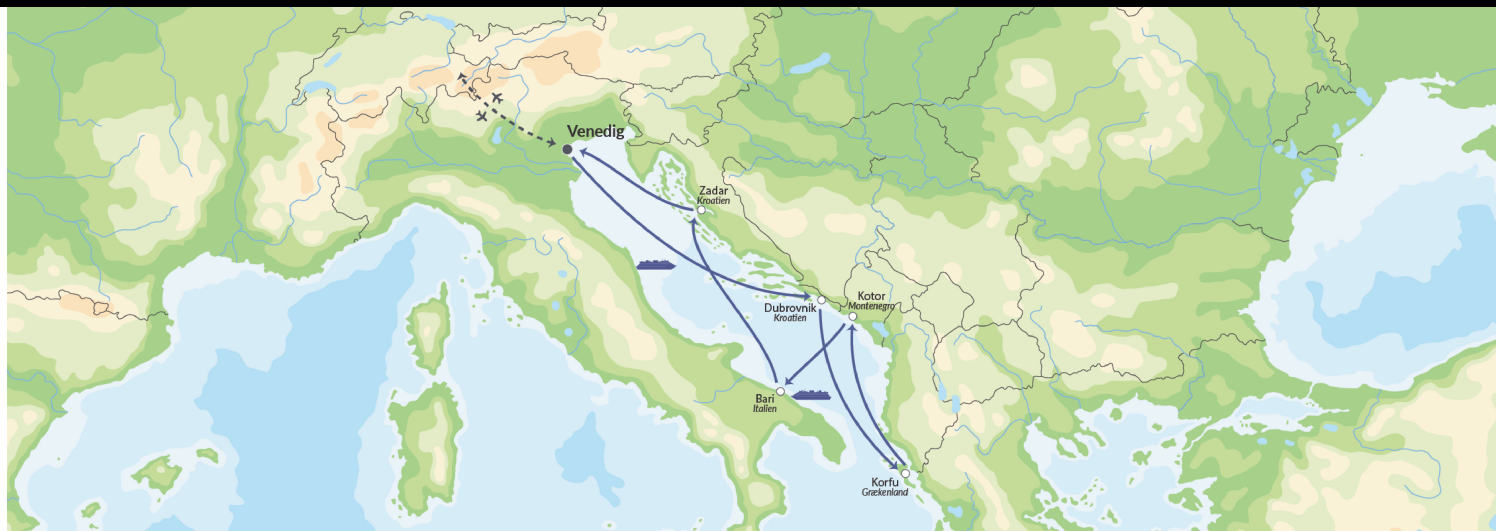 Venedig
Zadar
Kroatien
Dubrovnik
Kroatien
Kotor
Montenegro
Bari
Italien
Korfu
Grækenland